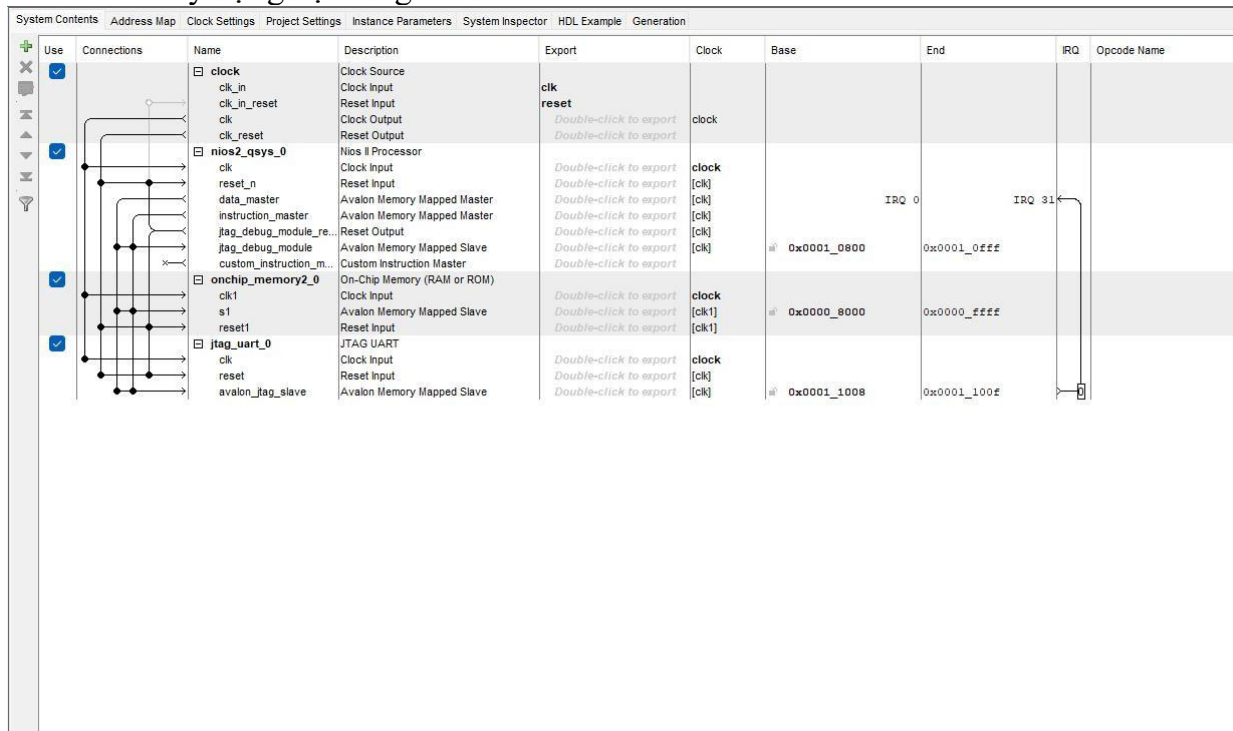 System Contents Address Map Clock Settings Project Settings Instance Parameters System Inspector HDL Example Generation
Use Connections Name Description Export Clock Base End IRQ Opcode Name
clock Clock Source
clk_in Clock Input clk
clk_in_reset Reset Input reset
clk Clock Output Double-click to export clock
clk_reset Reset Output Double-click to export
nios2_qsys_0 Nios II Processor
clk Clock Input Double-click to export clock
reset_n Reset Input Double-click to export [clk]
data_master Avalon Memory Mapped Master Double-click to export [clk] IRQ 0 IRQ 31
instruction_master Avalon Memory Mapped Master Double-click to export [clk]
jtag_debug_module_re... Reset Output Double-click to export [clk]
jtag_debug_module Avalon Memory Mapped Slave Double-click to export [clk] 0x0001_0800 0x0001_0fff
custom_instruction_m... Custom Instruction Master Double-click to export
onchip_memory2_0 On-Chip Memory (RAM or ROM)
clk1 Clock Input Double-click to export clock
s1 Avalon Memory Mapped Slave Double-click to export [clk1] 0x0000_8000 0x0000_ffff
reset1 Reset Input Double-click to export [clk1]
jtag_uart_0 JTAG UART
clk Clock Input Double-click to export clock
reset Reset Input Double-click to export [clk]
avalon_jtag_slave Avalon Memory Mapped Slave Double-click to export [clk] 0x0001_1008 0x0001_100f 0